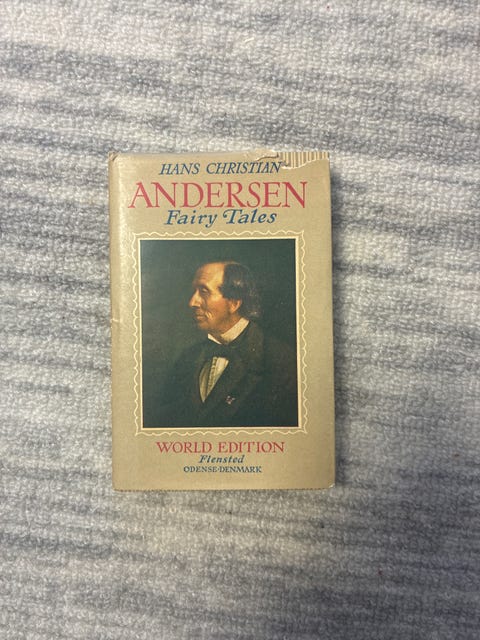 HANS CHRISTIAN
ANDERSEN
Fairy Tales
WORLD EDITION
Flensted
ODENSE-DENMARK